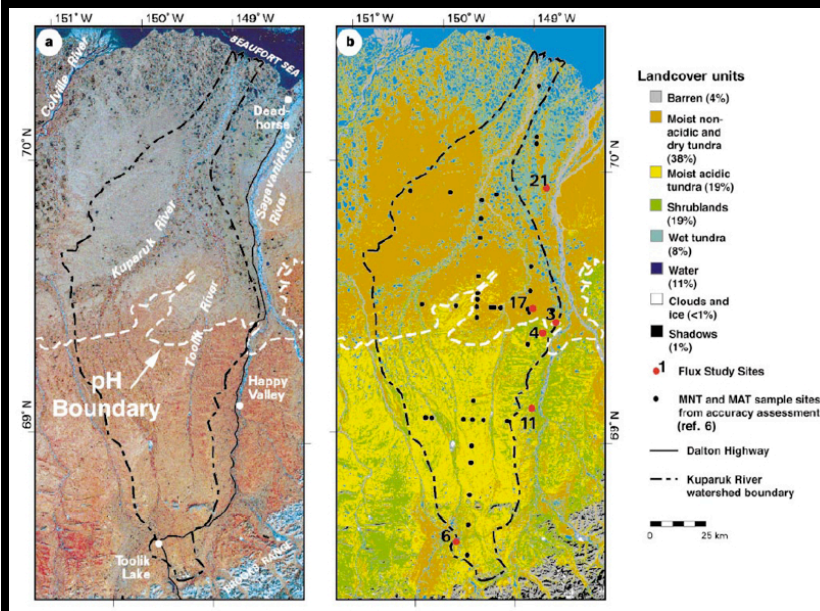 151°W
150°W
149°W
151°W
150°W
149°W
a
BEAUFORT SEA
Colville River
Dead-
horse
70°N
Sagavanirktok
River
Kuparuk River
Toolik River
pH
Boundary
Happy
Valley
69°N
Toolik
Lake
BROOKS RANGE
b
21
17
3
4
11
6
70°N
69°N
Landcover units
Barren (4%)
Moist non-
acidic and
dry tundra
(38%)
Moist acidic
tundra (19%)
Shrublands
(19%)
Wet tundra
(8%)
Water
(11%)
Clouds and
ice (<1%)
Shadows
(1%)
1
Flux Study Sites
MNT and MAT sample sites
from accuracy assessment
(ref. 6)
Dalton Highway
Kuparuk River
watershed boundary
0 25 km